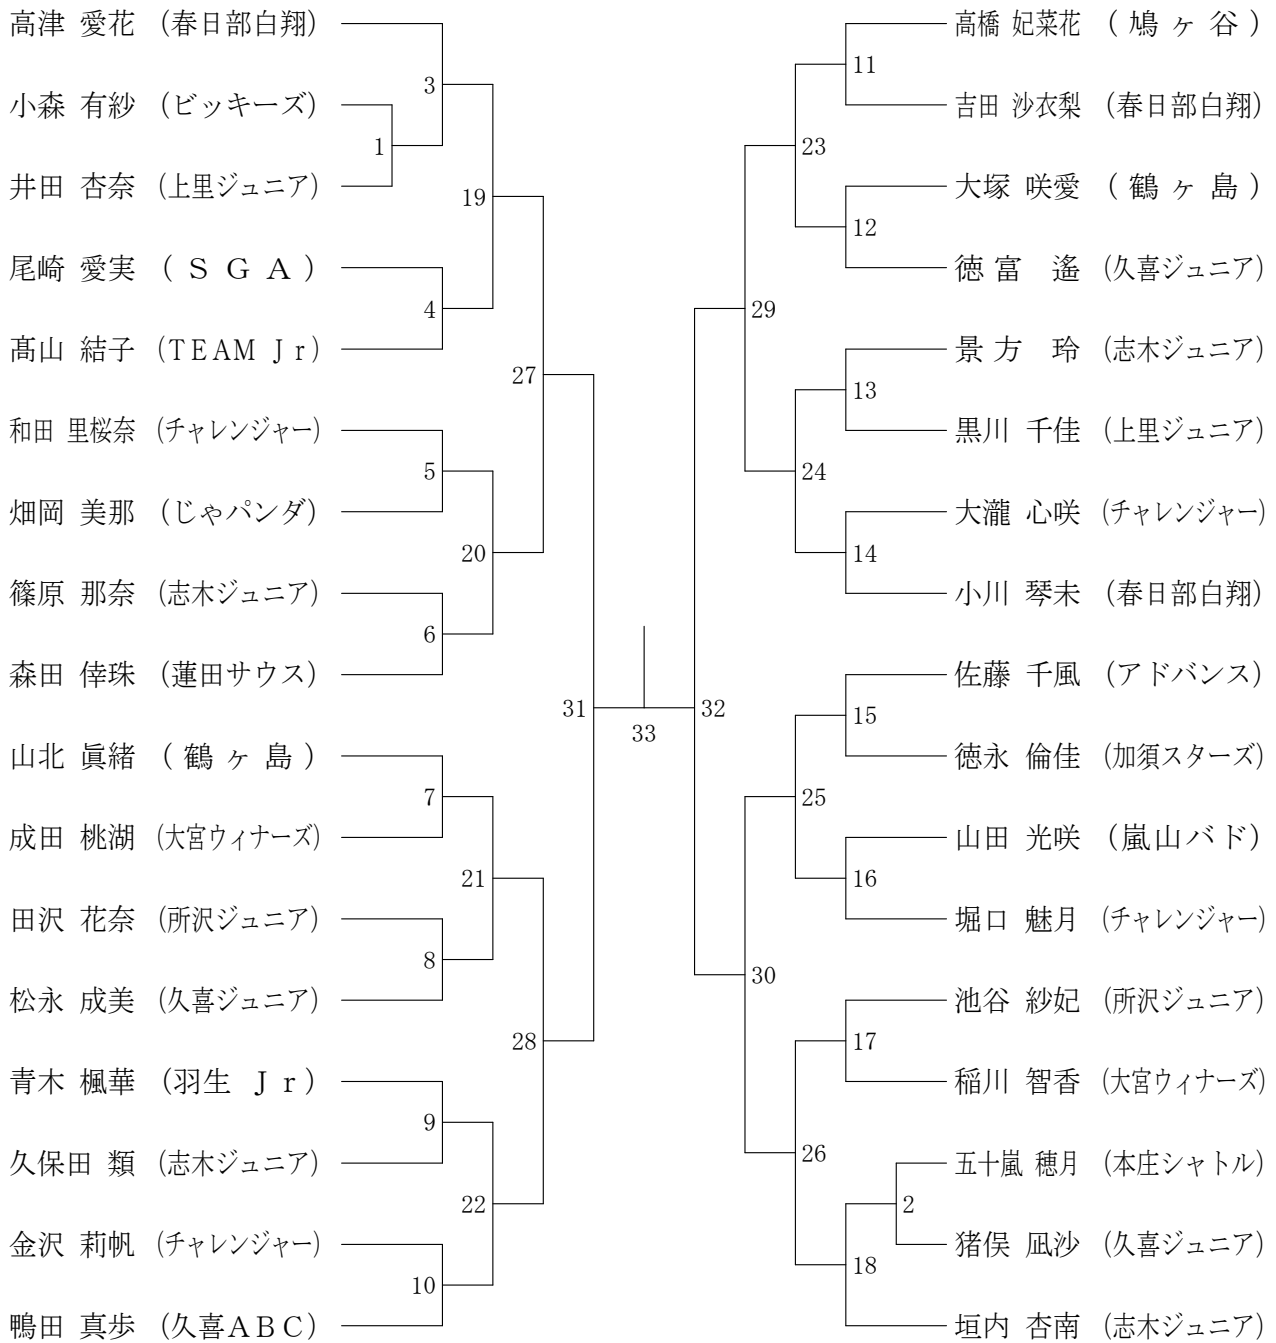 高津 愛花 (春日部白翔)
小森 有紗 (ビッキーズ)
井田 杏奈 (上里ジュニア)
尾崎 愛実 (ＳＧＡ)
髙山 結子 (TEAM Ｊｒ)
和田 里桜奈 (チャレンジャー)
畑岡 美那 (じゃパンダ)
篠原 那奈 (志木ジュニア)
森田 倖珠 (蓮田サウス)
山北 眞緒 (鶴ヶ島)
成田 桃湖 (大宮ウィナーズ)
田沢 花奈 (所沢ジュニア)
松永 成美 (久喜ジュニア)
青木 楓華 (羽生 Ｊｒ)
久保田 類 (志木ジュニア)
金沢 莉帆 (チャレンジャー)
鴨田 真歩 (久喜ＡＢＣ)
3
1
19
4
27
5
20
6
31
7
21
8
28
9
22
10
33
32
11
23
12
29
13
24
14
15
25
16
30
17
26
2
18
高橋 妃菜花 (鳩ヶ谷)
吉田 沙衣梨 (春日部白翔)
大塚 咲愛 (鶴ヶ島)
徳富 遙 (久喜ジュニア)
景方 玲 (志木ジュニア)
黒川 千佳 (上里ジュニア)
大瀧 心咲 (チャレンジャー)
小川 琴未 (春日部白翔)
佐藤 千風 (アドバンス)
徳永 倫佳 (加須スターズ)
山田 光咲 (嵐山バド)
堀口 魅月 (チャレンジャー)
池谷 紗妃 (所沢ジュニア)
稲川 智香 (大宮ウィナーズ)
五十嵐 穂月 (本庄シャトル)
猪俣 凪沙 (久喜ジュニア)
垣内 杏南 (志木ジュニア)